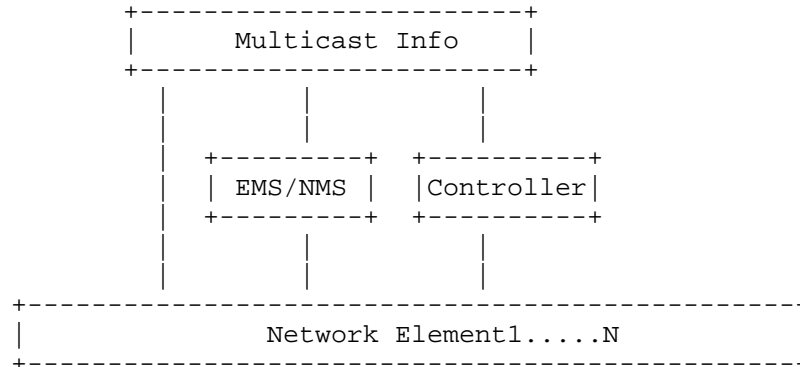 Multicast Info
EMS/NMS Controller
Network Element1.....N